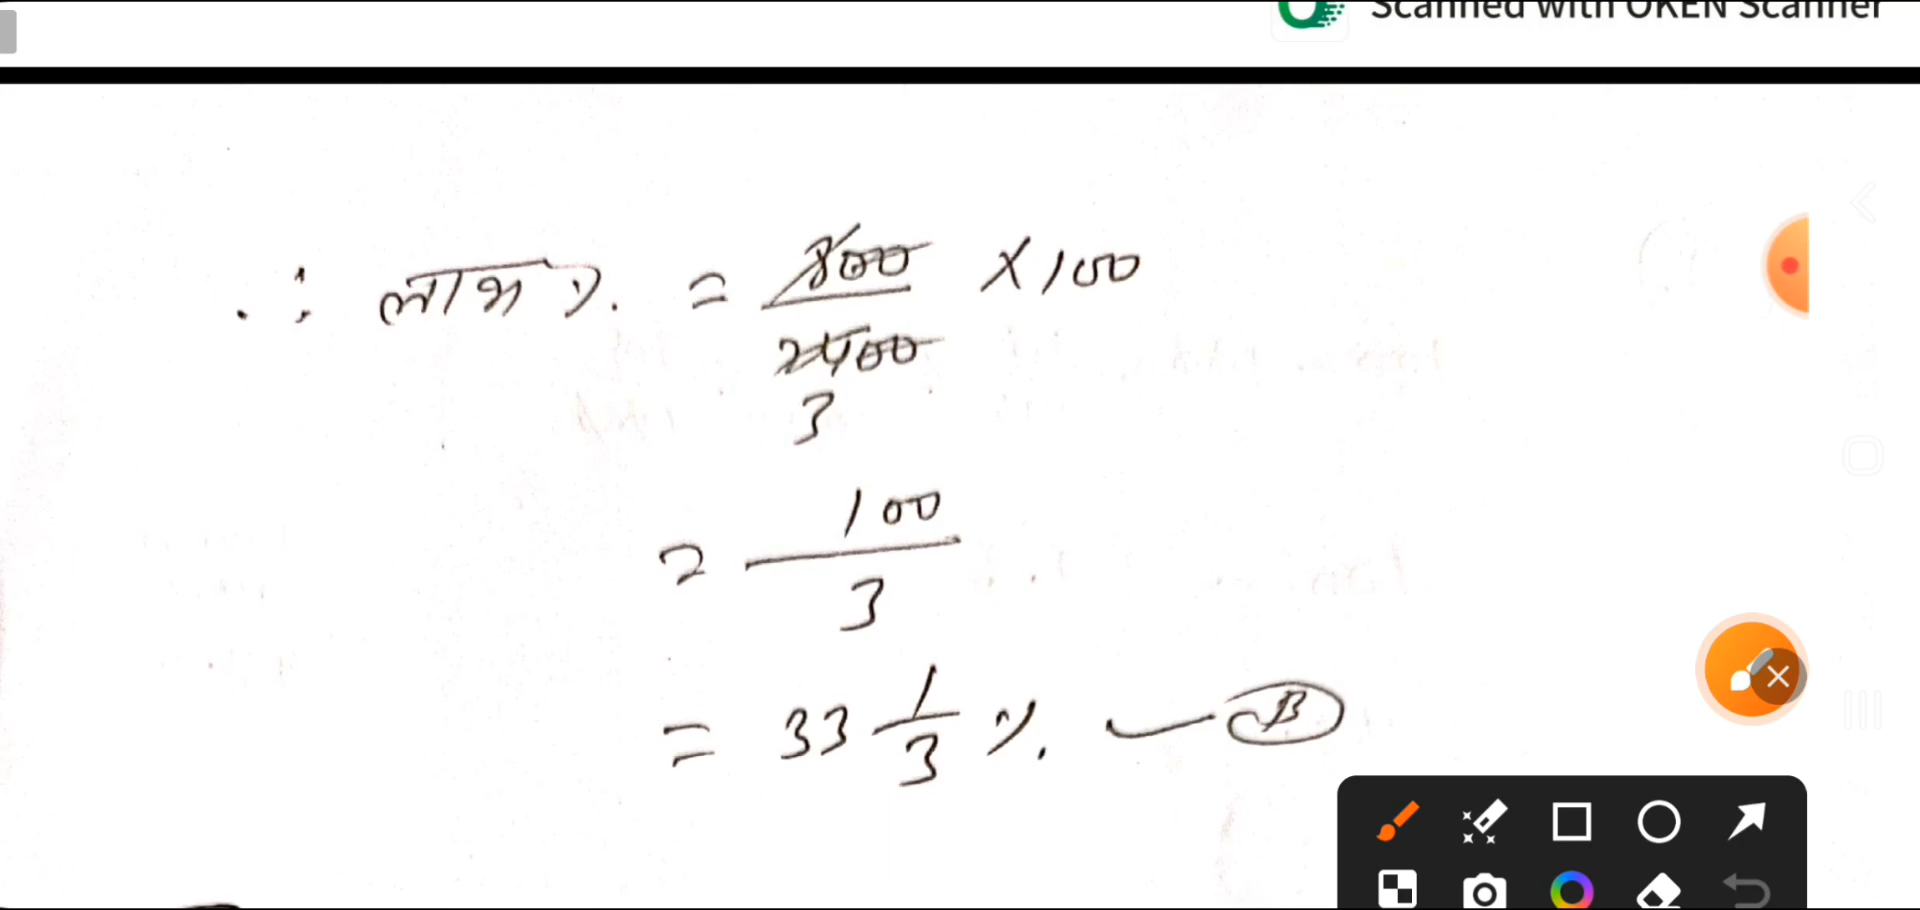 Scanned with OKEN Scanner
∴ लाभ % = 800/2400 × 100
3
= 100/3
= 33 1/3 %. B